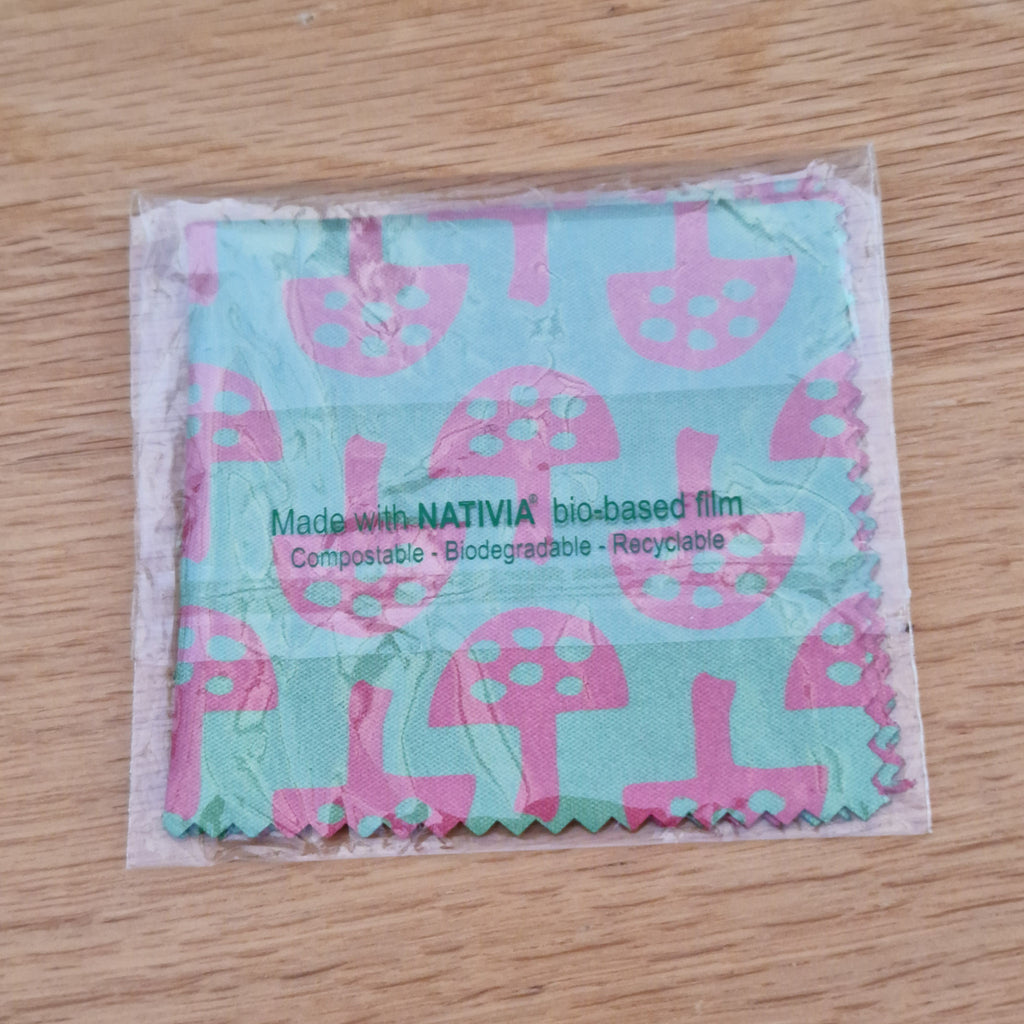 Made with NATIVIA® bio-based film
Compostable - Biodegradable - Recyclable